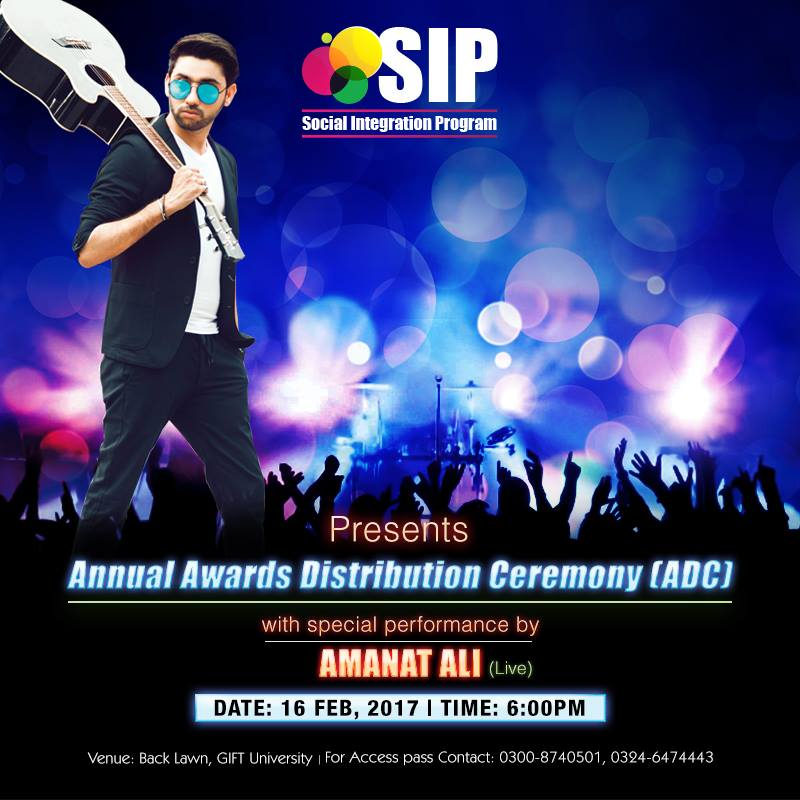 SIP
Social Integration Program
Presents
Annual Awards Distribution Ceremony (ADC)
with special performance by
AMANAT ALI (Live)
DATE: 16 FEB, 2017 | TIME: 6:00PM
Venue: Back Lawn, GIFT University | For Access pass Contact: 0300-8740501, 0324-6474443